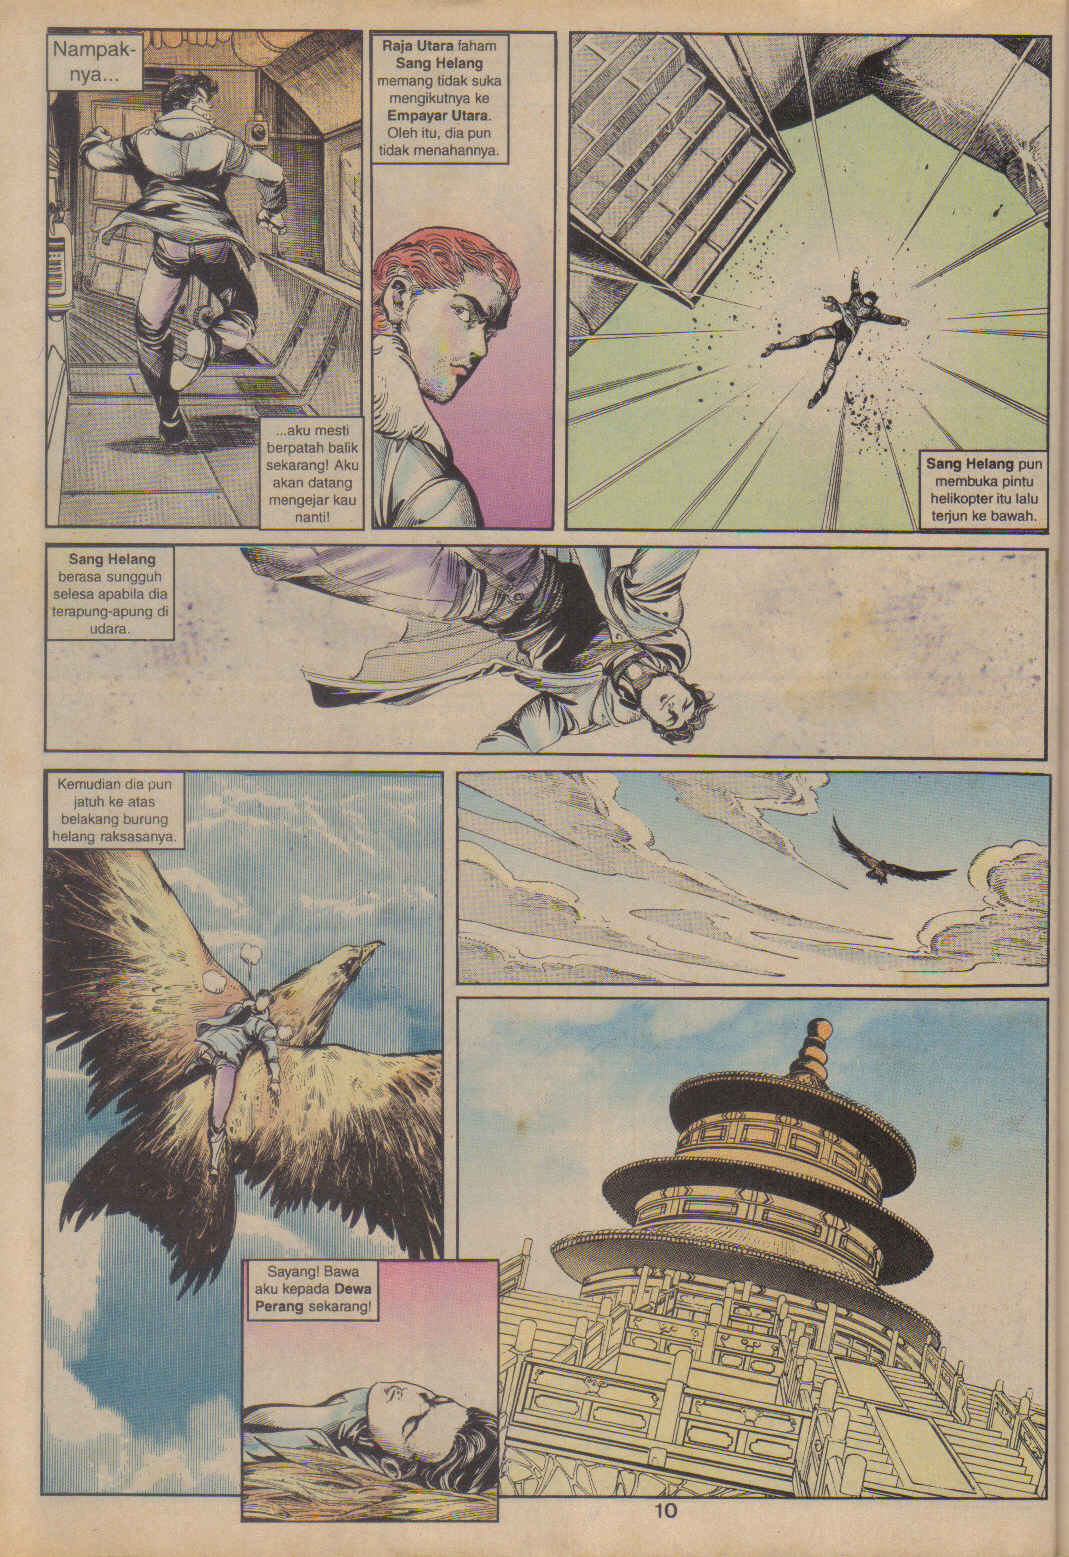 Nampak-
nya...
...aku mesti
berpatah balik
sekarang! Aku
akan datang
mengejar kau
nanti!
Raja Utara faham
Sang Helang
memang tidak suka
mengikutnya ke
Empayar Utara.
Oleh itu, dia pun
tidak menahannya.
Sang Helang pun
membuka pintu
helikopter itu lalu
terjun ke bawah.
Sang Helang
berasa sungguh
selesa apabila dia
terapung-apung di
udara.
Kemudian dia pun
jatuh ke atas
belakang burung
helang raksasanya.
Sayang! Bawa
aku kepada Dewa
Perang sekarang!
10